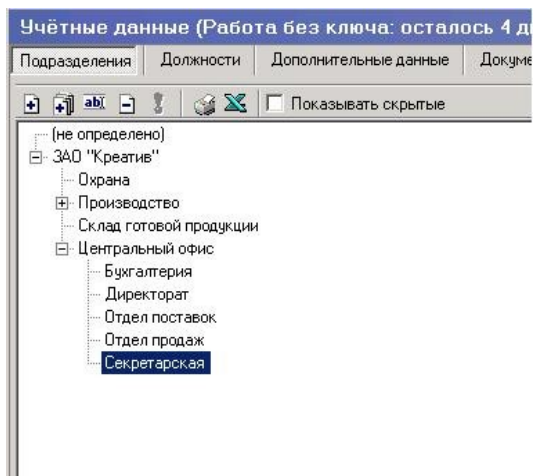 Учётные данные (Работа без ключа: осталось 4
Подразделения Должности Дополнительные данные
abl Показывать скрытые
(не определено)
ЗАО "Креатив"
Охрана
Производство
Склад готовой продукции
Центральный офис
Бухгалтерия
Директорат
Отдел поставок
Отдел продаж
Секретарская